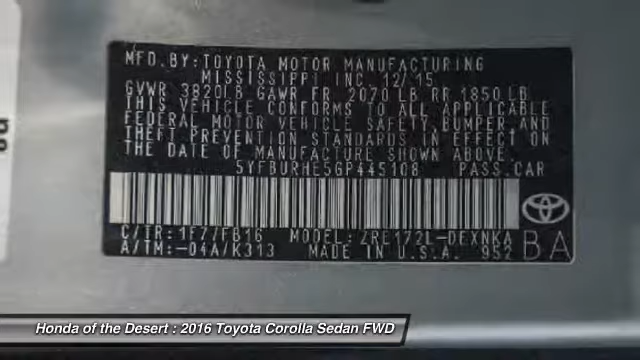 MFD. BY: TOYOTA MOTOR MANUFACTURING
MISSISSIPPI INC. 12/15
GVWR 3820LB GAWR FR 2070 LB RR 1850 LB
THIS VEHICLE CONFORMS TO ALL APPLICABLE
FEDERAL MOTOR VEHICLE SAFETY, BUMPER, AND
THEFT PREVENTION STANDARDS IN EFFECT ON
THE DATE OF MANUFACTURE SHOWN ABOVE.
5YFBURHE5GP445108 PASS.CAR
C/TR: 1F7/FB16 MODEL: ZRE172L-DEXNKA
A/TM: -04A/K313 MADE IN U.S.A. 952
BA
Honda of the Desert : 2016 Toyota Corolla Sedan FWD